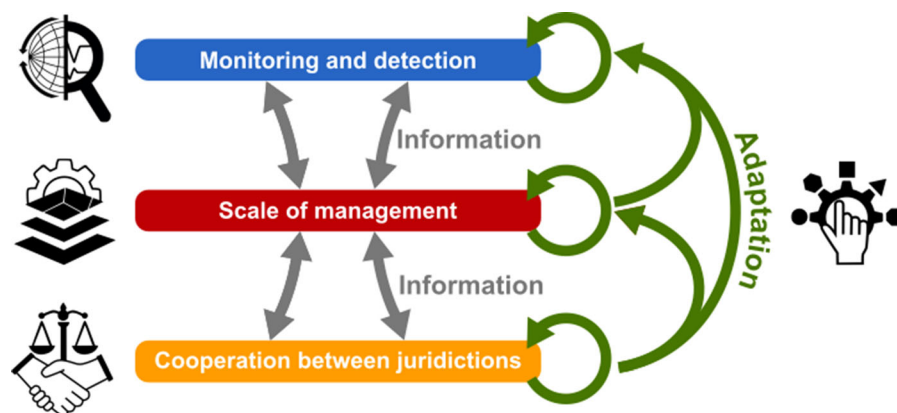 Monitoring and detection
Information
Scale of management
Information
Cooperation between juridictions
Adaptation